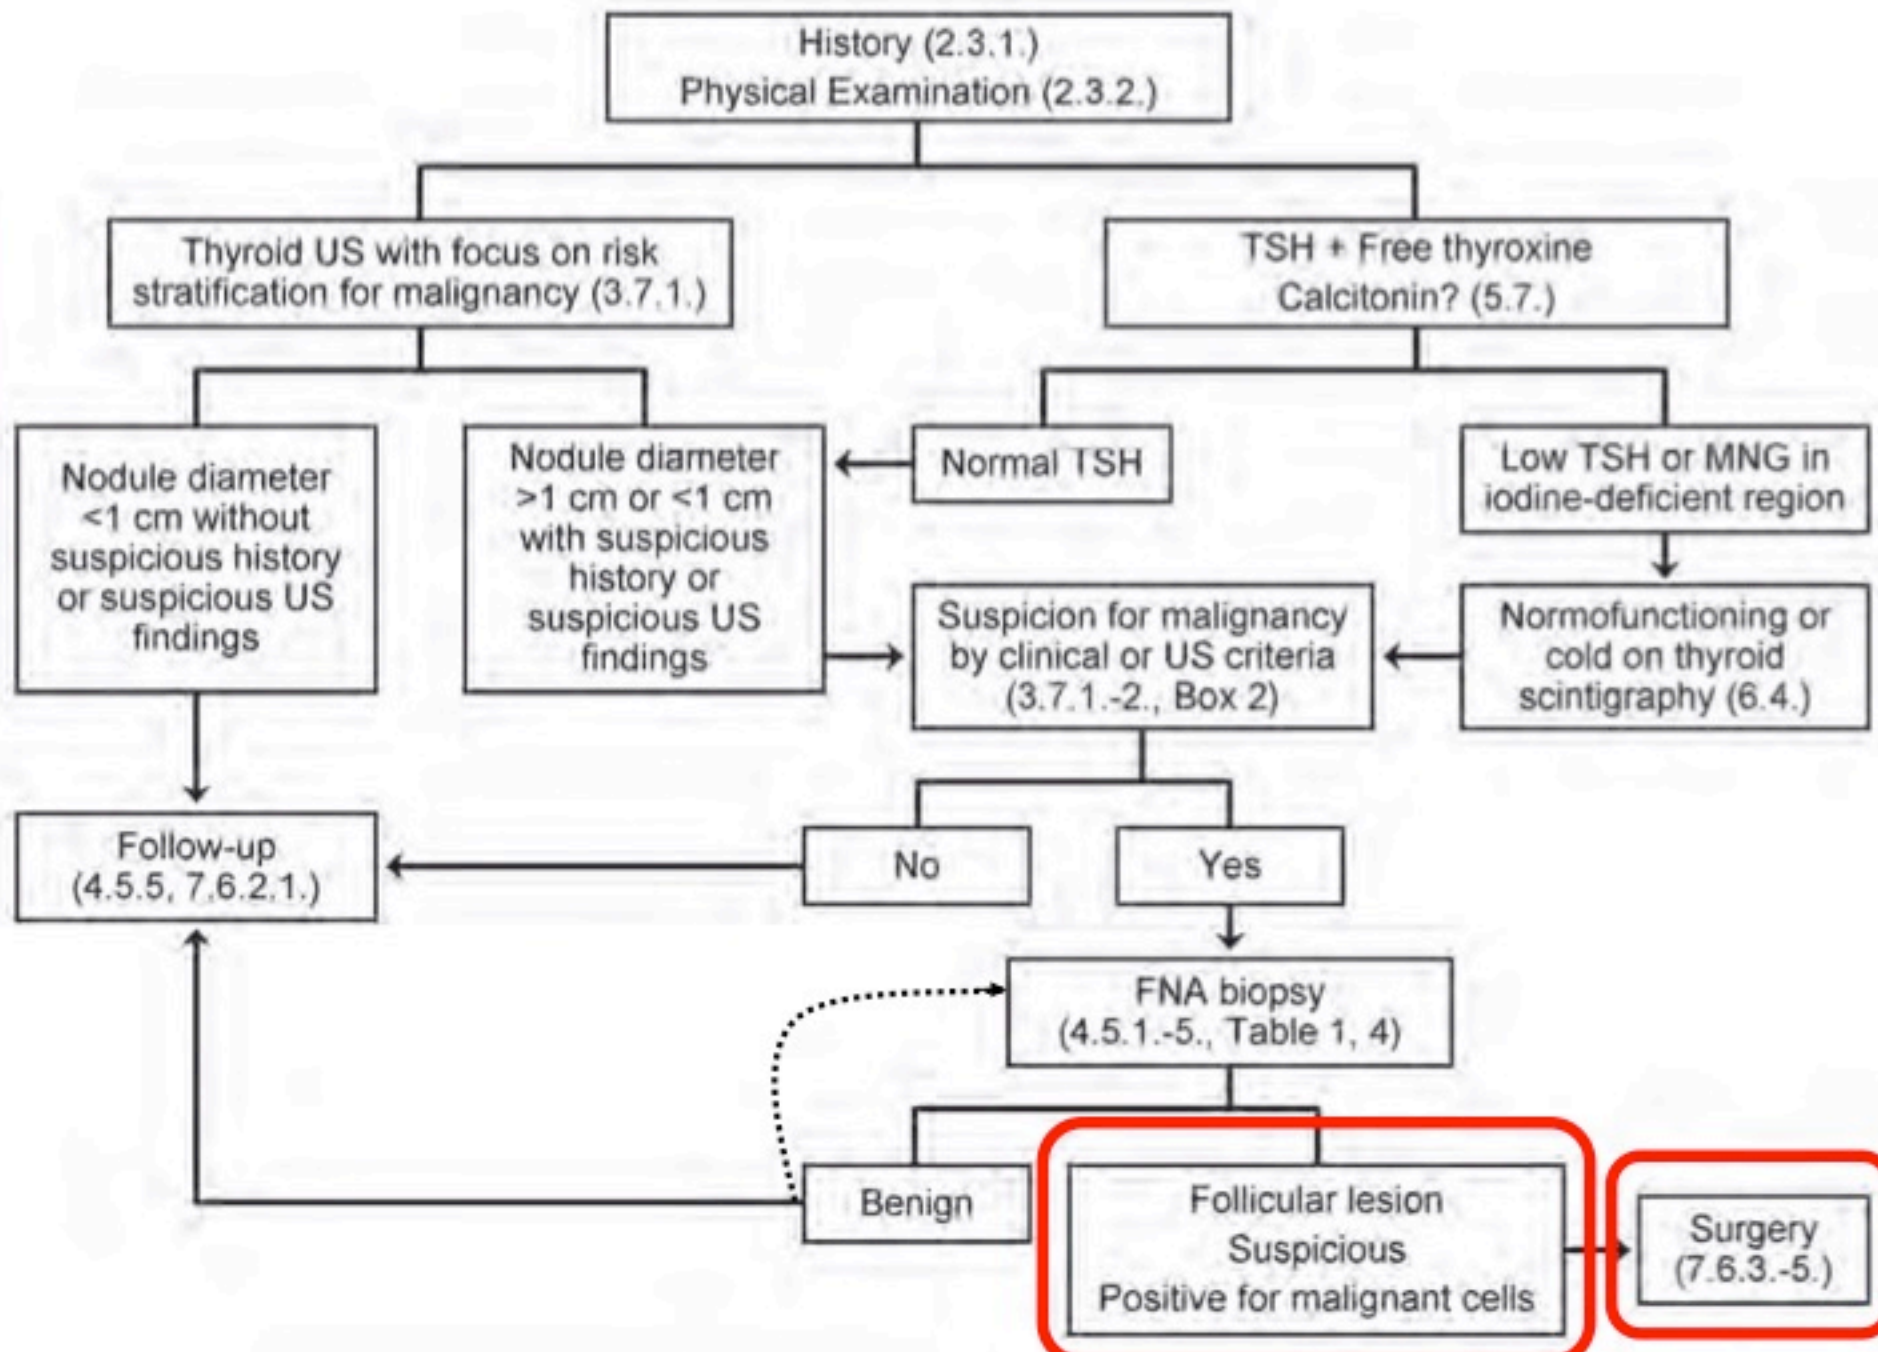 History (2.3.1.)
Physical Examination (2.3.2.)
Thyroid US with focus on risk
stratification for malignancy (3.7.1.)
TSH + Free thyroxine
Calcitonin? (5.7.)
Nodule diameter
<1 cm without
suspicious history
or suspicious US
findings
Nodule diameter
>1 cm or <1 cm
with suspicious
history or
suspicious US
findings
Normal TSH
Low TSH or MNG in
iodine-deficient region
Suspicion for malignancy
by clinical or US criteria
(3.7.1.-2., Box 2)
Normofunctioning or
cold on thyroid
scintigraphy (6.4.)
Follow-up
(4.5.5, 7.6.2.1.)
No
Yes
FNA biopsy
(4.5.1.-5., Table 1, 4)
Benign
Follicular lesion
Suspicious
Positive for malignant cells
Surgery
(7.6.3.-5.)